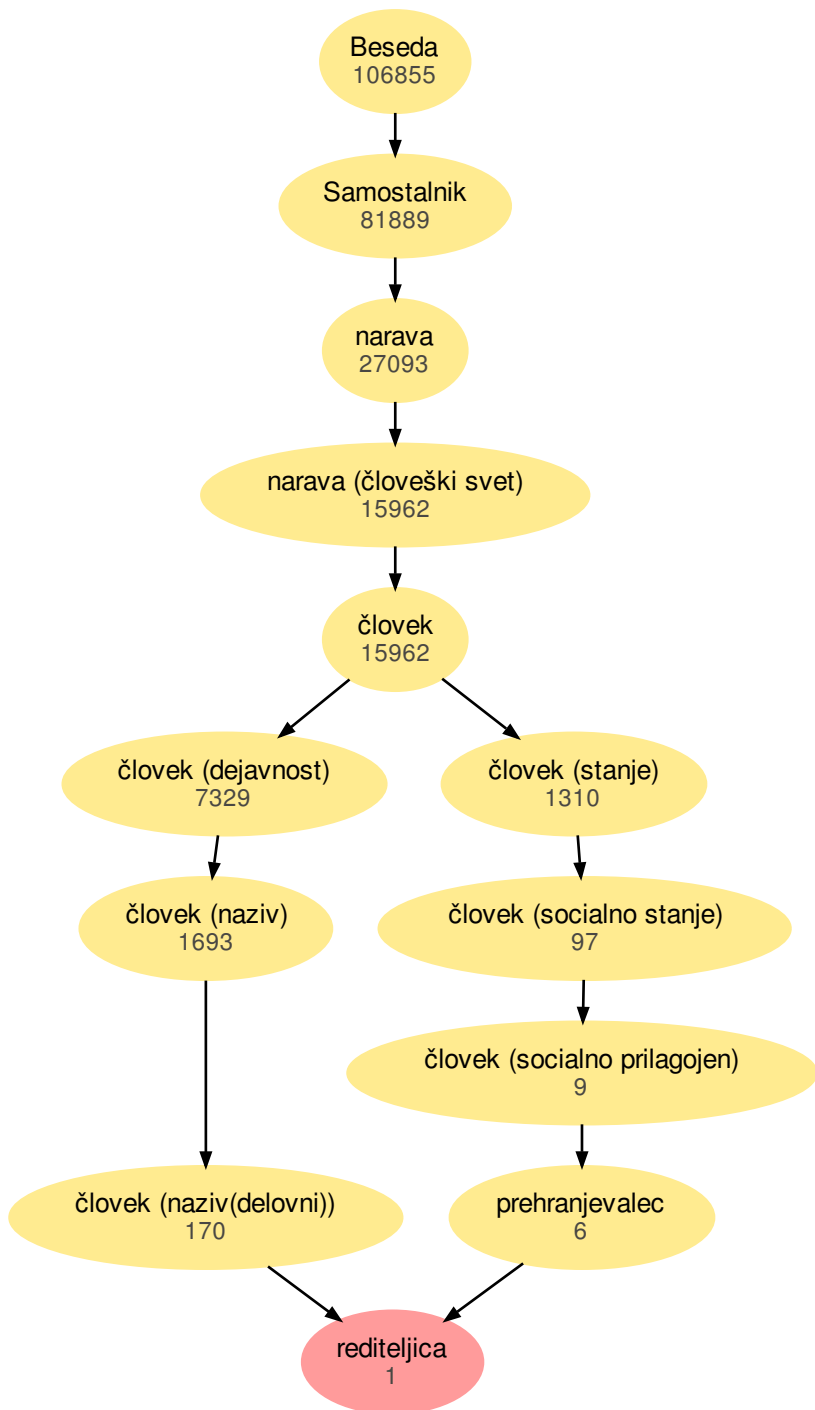 Beseda
106855
Samostalnik
81889
narava
27093
narava (človeški svet)
15962
človek
15962
človek (dejavnost)
7329
človek (stanje)
1310
človek (naziv)
1693
človek (socialno stanje)
97
človek (socialno prilagojen)
9
človek (naziv(delovni))
170
prehranjevalec
6
rediteljica
1